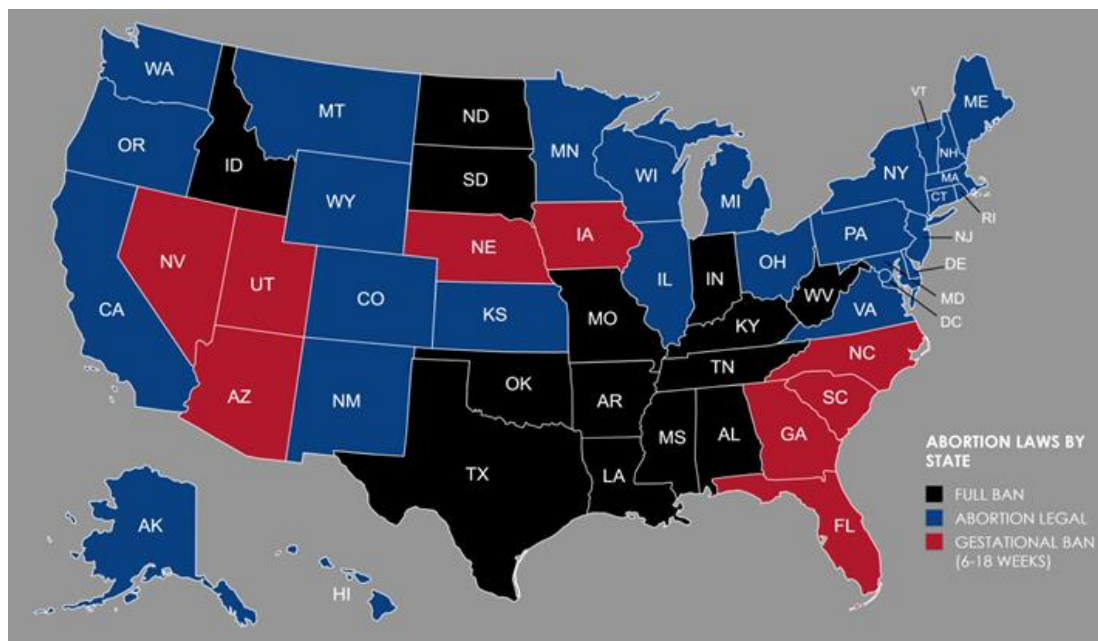 WA
MT
ND
MN
VT
ME
OR
ID
SD
WI
NY
NH
MA
CT
RI
WY
MI
NV
UT
NE
IA
PA
NJ
CA
CO
KS
IL
IN
OH
DE
MO
WV
VA
MD
KY
DC
AZ
NM
OK
AR
TN
NC
SC
TX
LA
MS
AL
GA
FL
AK
HI
ABORTION LAWS BY
STATE
FULL BAN
ABORTION LEGAL
GESTATIONAL BAN
(6-18 WEEKS)